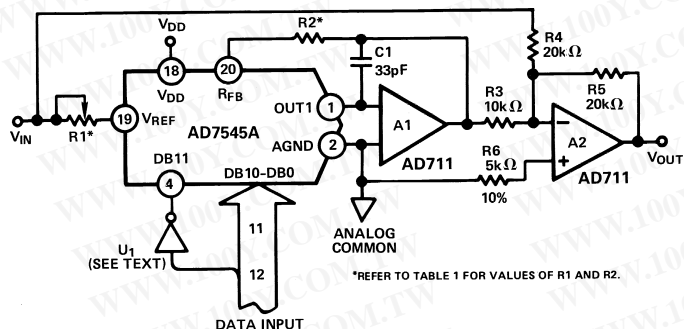 R2*
VDD
C1
33pF
R4
20kΩ
18
VDD
20
RFB
R5
20kΩ
OUT1
1
R3
10kΩ
VIN
R1*
19
VREF
AD7545A
A1
−
A2
+
VOUT
AGND
2
AD711
R6
5kΩ
10%
AD711
DB11
4
DB10–DB0
11
ANALOG
COMMON
U1
(SEE TEXT)
12
*REFER TO TABLE 1 FOR VALUES OF R1 AND R2.
DATA INPUT
WWW.100Y.COM.TW